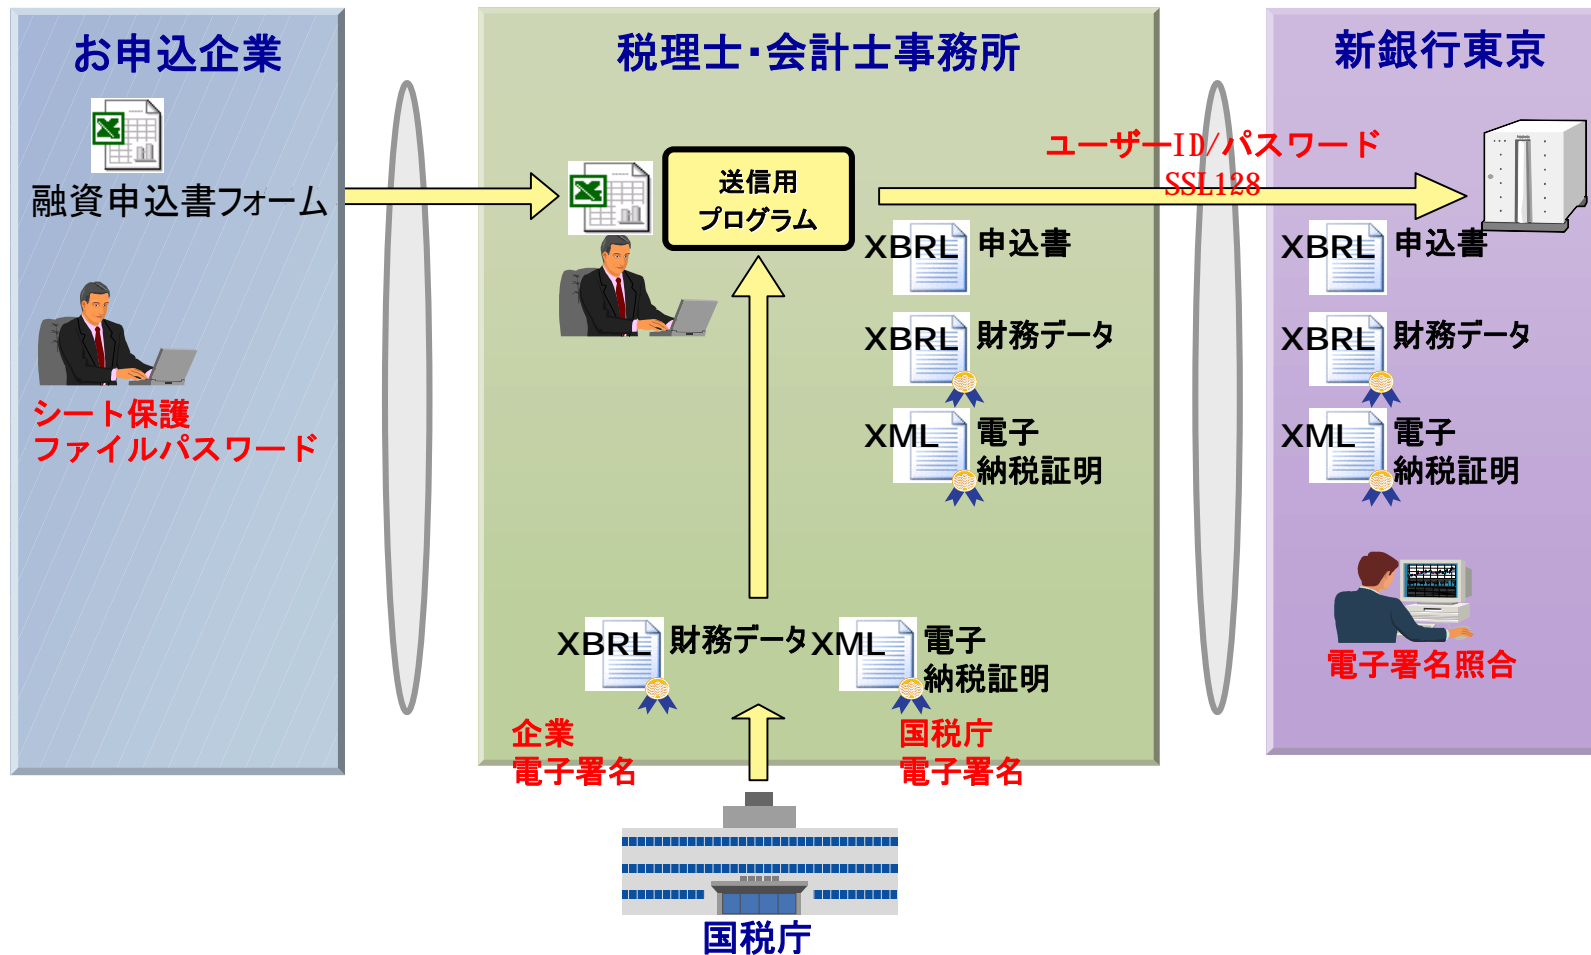 お申込企業
融資申込書フォーム
シート保護
ファイルパスワード
税理士・会計士事務所
送信用
プログラム
ユーザーID/パスワード
SSL128
XBRL 申込書
XBRL 財務データ
XML 電子
納税証明
XBRL 財務データ
XML 電子
納税証明
企業
電子署名
国税庁
電子署名
国税庁
新銀行東京
XBRL 申込書
XBRL 財務データ
XML 電子
納税証明
電子署名照合